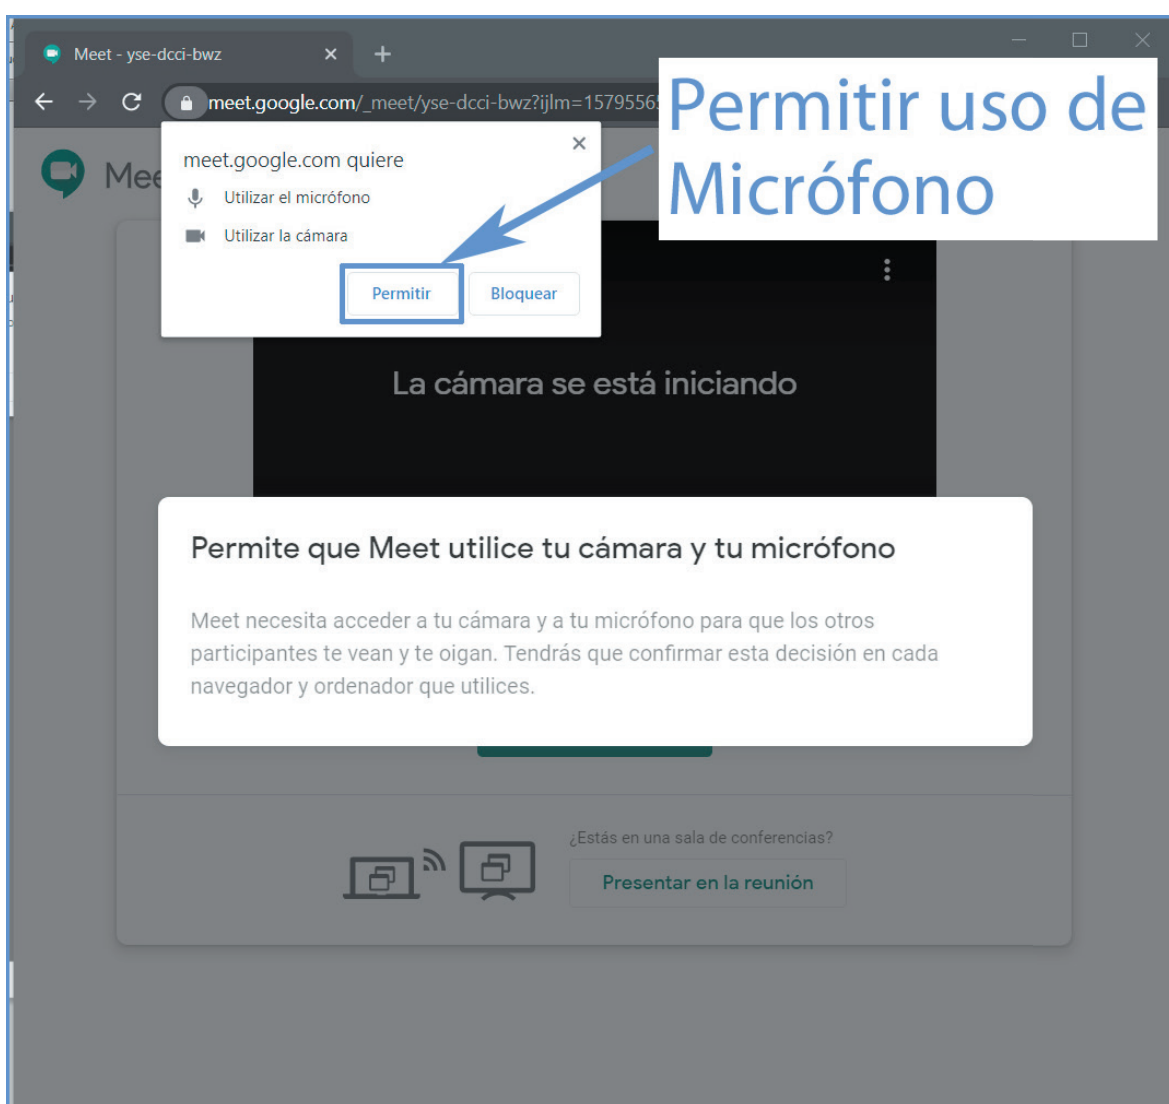 Meet - yse-dcci-bwz
Permitir uso de
Micrófono
meet.google.com/_meet/yse-dcci-bwz?ijlm=1579556
meet.google.com quiere
Utilizar el micrófono
Utilizar la cámara
Permitir
Bloquear
La cámara se está iniciando
Permite que Meet utilice tu cámara y tu micrófono
Meet necesita acceder a tu cámara y a tu micrófono para que los otros
participantes te vean y te oigan. Tendrás que confirmar esta decisión en cada
navegador y ordenador que utilices.
¿Estás en una sala de conferencias?
Presentar en la reunión